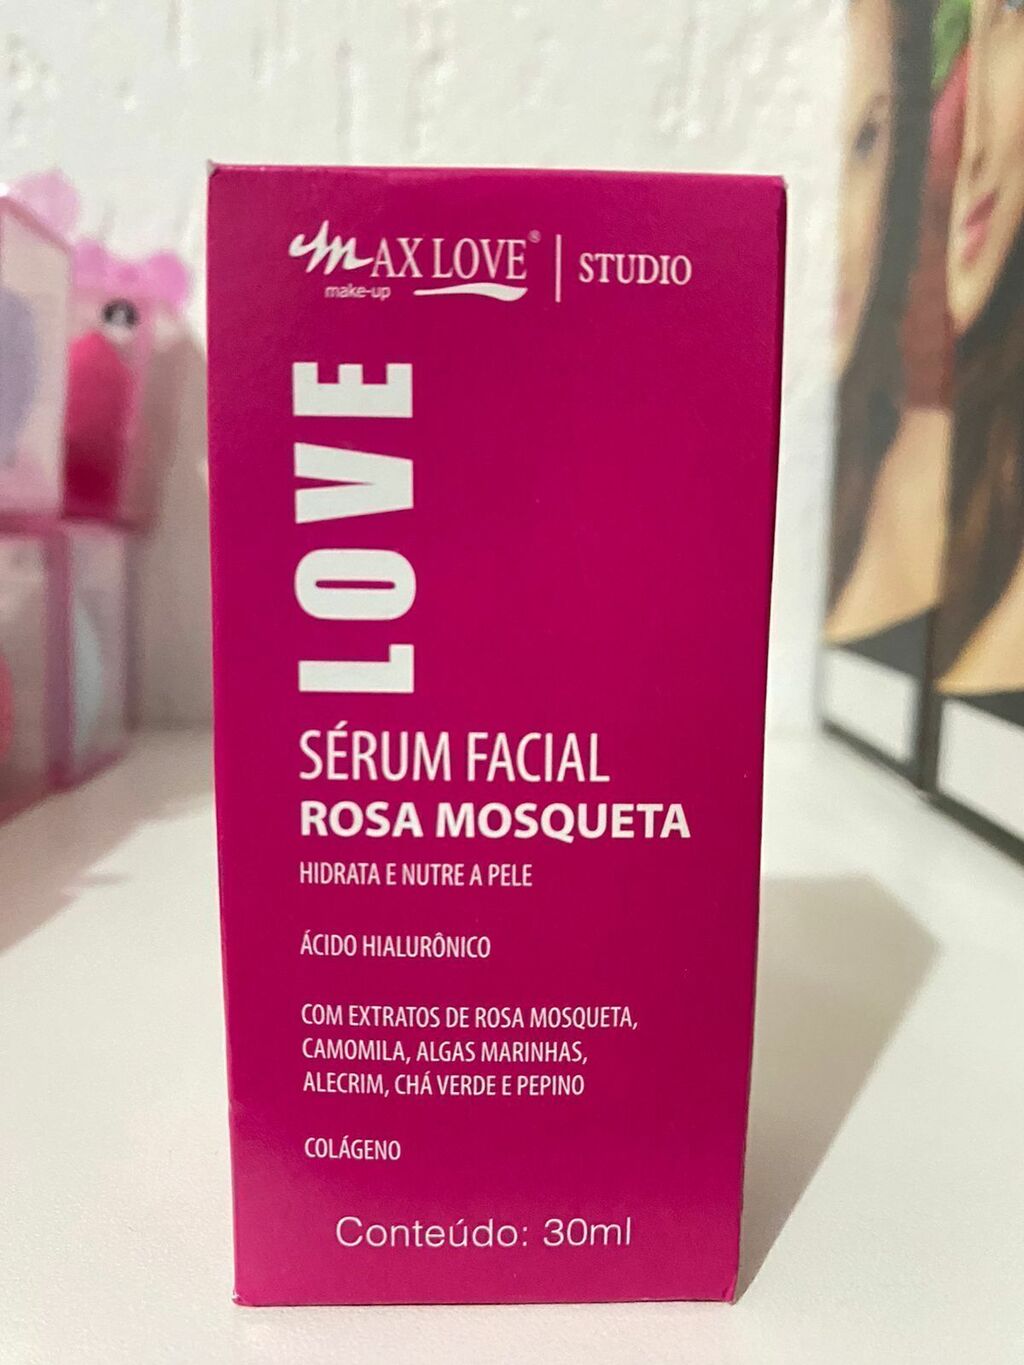 MAX LOVE® | STUDIO
make-up
LOVE
SÉRUM FACIAL
ROSA MOSQUETA
HIDRATA E NUTRE A PELE
ÁCIDO HIALURÔNICO
COM EXTRATOS DE ROSA MOSQUETA,
CAMOMILA, ALGAS MARINHAS,
ALECRIM, CHÁ VERDE E PEPINO
COLÁGENO
Conteúdo: 30ml